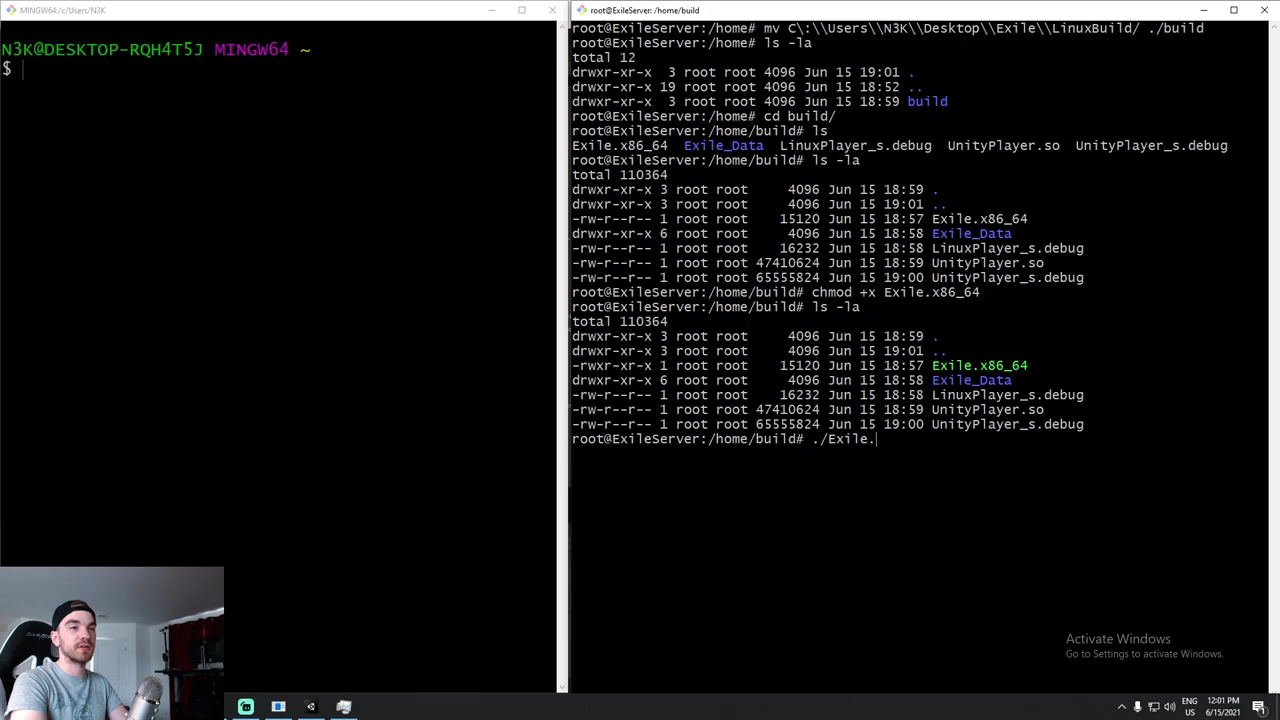 MINGW64:/c/Users/N3K
N3K@DESKTOP-RQH4T5J MINGW64 ~
$
root@ExileServer: /home/build
root@ExileServer:/home# mv C\:\\Users\\N3K\\Desktop\\Exile\\LinuxBuild/ ./build
root@ExileServer:/home# ls -la
total 12
drwxr-xr-x  3 root root 4096 Jun 15 19:01 .
drwxr-xr-x 19 root root 4096 Jun 15 18:52 ..
drwxr-xr-x  3 root root 4096 Jun 15 18:59 build
root@ExileServer:/home# cd build/
root@ExileServer:/home/build# ls
Exile.x86_64  Exile_Data  LinuxPlayer_s.debug  UnityPlayer.so  UnityPlayer_s.debug
root@ExileServer:/home/build# ls -la
total 110364
drwxr-xr-x 3 root root     4096 Jun 15 18:59 .
drwxr-xr-x 3 root root     4096 Jun 15 19:01 ..
-rw-r--r-- 1 root root    15120 Jun 15 18:57 Exile.x86_64
drwxr-xr-x 6 root root     4096 Jun 15 18:58 Exile_Data
-rw-r--r-- 1 root root    16232 Jun 15 18:58 LinuxPlayer_s.debug
-rw-r--r-- 1 root root 47410624 Jun 15 18:59 UnityPlayer.so
-rw-r--r-- 1 root root 65555824 Jun 15 19:00 UnityPlayer_s.debug
root@ExileServer:/home/build# chmod +x Exile.x86_64
root@ExileServer:/home/build# ls -la
total 110364
drwxr-xr-x 3 root root     4096 Jun 15 18:59 .
drwxr-xr-x 3 root root     4096 Jun 15 19:01 ..
-rwxr-xr-x 1 root root    15120 Jun 15 18:57 Exile.x86_64
drwxr-xr-x 6 root root     4096 Jun 15 18:58 Exile_Data
-rw-r--r-- 1 root root    16232 Jun 15 18:58 LinuxPlayer_s.debug
-rw-r--r-- 1 root root 47410624 Jun 15 18:59 UnityPlayer.so
-rw-r--r-- 1 root root 65555824 Jun 15 19:00 UnityPlayer_s.debug
root@ExileServer:/home/build# ./Exile.
Activate Windows
Go to Settings to activate Windows.
ENG 12:01 PM
US 6/15/2021